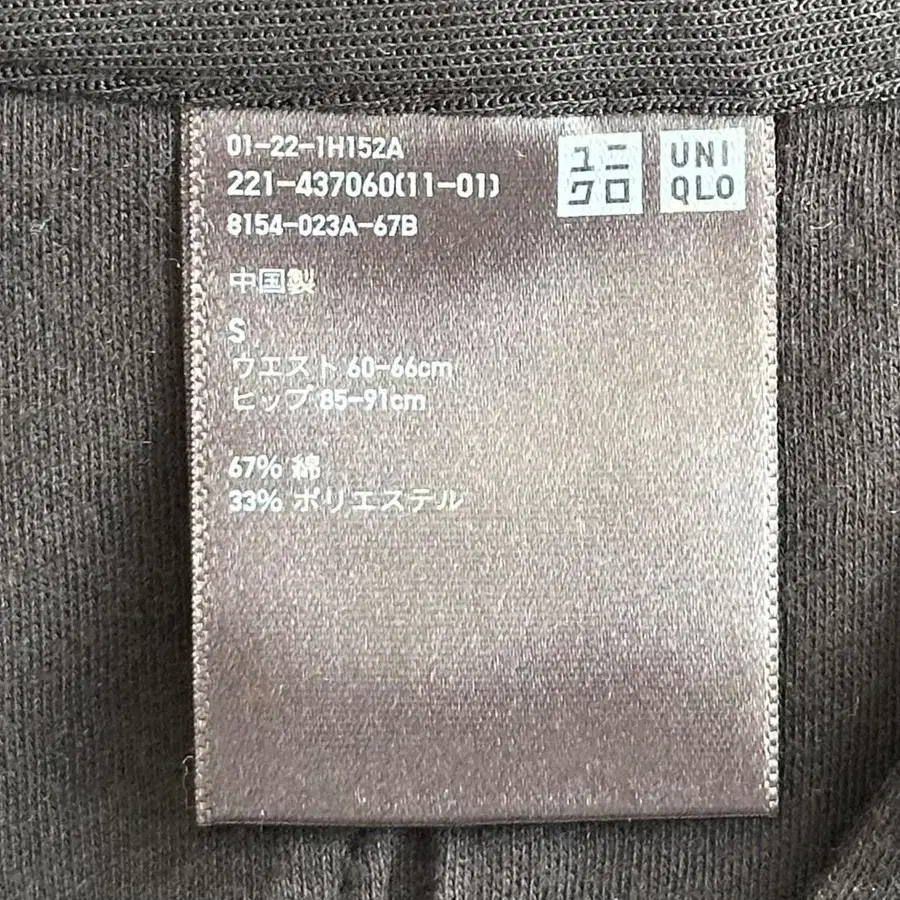 01-22-1H152A
221-437060(11-01)
8154-023A-67B
ユニ
クロ
UNI
QLO
中国製
S
ウエスト 60-66cm
ヒップ 85-91cm
67% 綿
33% ポリエステル